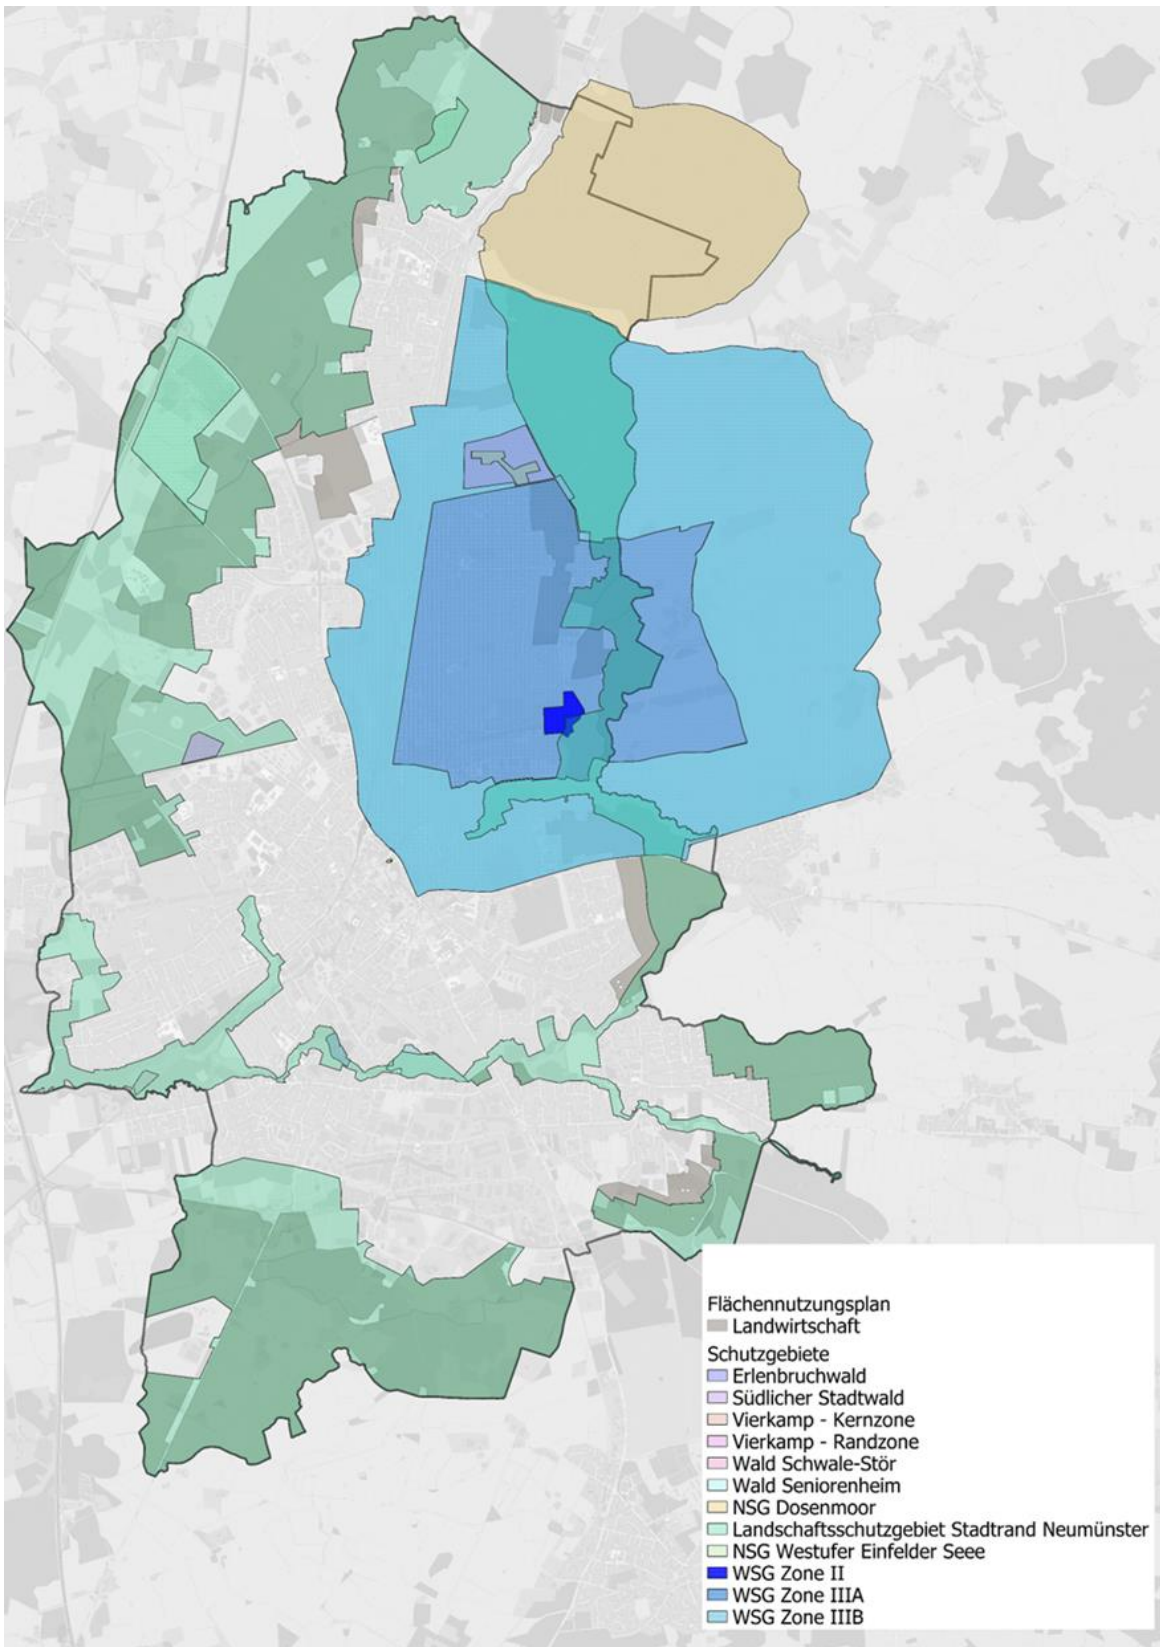 Flächennutzungsplan
Landwirtschaft
Schutzgebiete
Erlenbruchwald
Südlicher Stadtwald
Vierkamp - Kernzone
Vierkamp - Randzone
Wald Schwale-Stör
Wald Seniorenheim
NSG Dosenmoor
Landschaftsschutzgebiet Stadtrand Neumünster
NSG Westufer Einfelder Seee
WSG Zone II
WSG Zone IIIA
WSG Zone IIIB